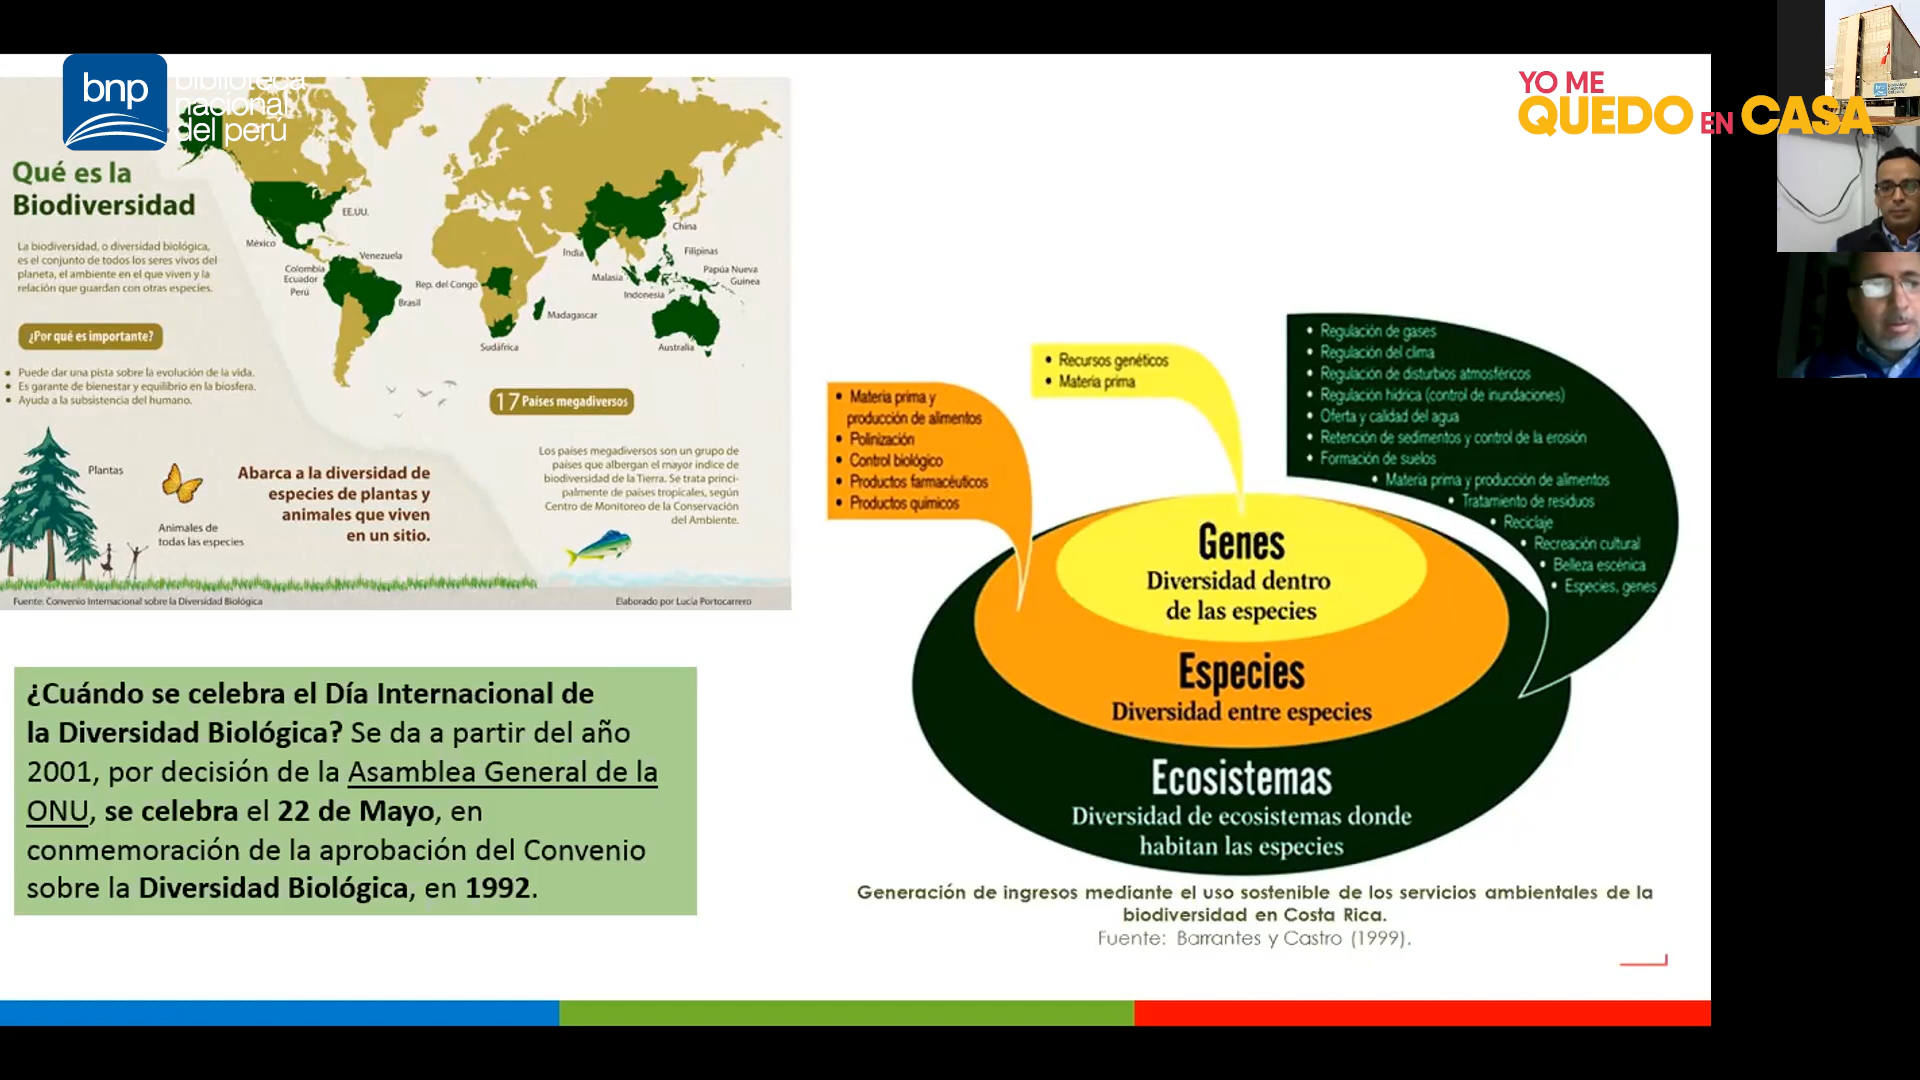 bnp
biblioteca
nacional
del perú
YO ME
QUEDO EN CASA
Qué es la
Biodiversidad
La biodiversidad, o diversidad biológica,
es el conjunto de todos los seres vivos del
planeta, el ambiente en el que viven y la
relación que guardan con otras especies.
¿Por qué es importante?
• Puede dar una pista sobre la evolución de la vida.
• Es garante de bienestar y equilibrio en la biosfera.
• Ayuda a la subsistencia del humano.
EE.UU.
México
Venezuela
Colombia
Ecuador
Perú
Brasil
Rep. del Congo
Madagascar
Sudáfrica
India
China
Filipinas
Malasia
Papúa Nueva
Guinea
Indonesia
Australia
17 Países megadiversos
Los países megadiversos son un grupo de
países que albergan el mayor índice de
biodiversidad de la Tierra. Se trata princi-
palmente de países tropicales, según
Centro de Monitoreo de la Conservación
del Ambiente.
Plantas
Animales de
todas las especies
Abarca a la diversidad de
especies de plantas y
animales que viven
en un sitio.
Fuente: Convenio Internacional sobre la Diversidad Biológica
Elaborado por Lucía Portocarrero
¿Cuándo se celebra el Día Internacional de
la Diversidad Biológica? Se da a partir del año
2001, por decisión de la Asamblea General de la
ONU, se celebra el 22 de Mayo, en
conmemoración de la aprobación del Convenio
sobre la Diversidad Biológica, en 1992.
• Materia prima y
producción de alimentos
• Polinización
• Control biológico
• Productos farmacéuticos
• Productos químicos
• Recursos genéticos
• Materia prima
• Regulación de gases
• Regulación del clima
• Regulación de disturbios atmosféricos
• Regulación hídrica (control de inundaciones)
• Oferta y calidad del agua
• Retención de sedimentos y control de la erosión
• Formación de suelos
• Materia prima y producción de alimentos
• Tratamiento de residuos
• Reciclaje
• Recreación cultural
• Belleza escénica
• Especies, genes
Genes
Diversidad dentro
de las especies
Especies
Diversidad entre especies
Ecosistemas
Diversidad de ecosistemas donde
habitan las especies
Generación de ingresos mediante el uso sostenible de los servicios ambientales de la
biodiversidad en Costa Rica.
Fuente: Barrantes y Castro (1999).